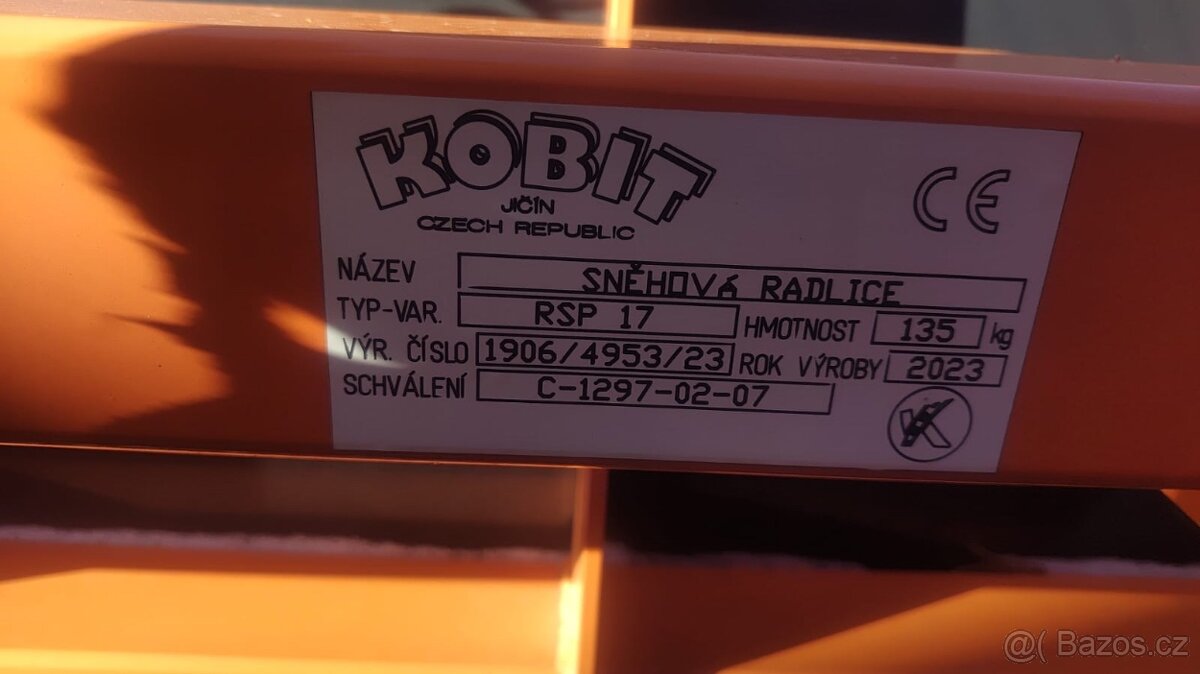 KOBIT
JIČÍN
CZECH REPUBLIC
CE
NÁZEV SNĚHOVÁ RADLICE
TYP-VAR. RSP 17 HMOTNOST 135 kg
VÝR. ČÍSLO 1906/4953/23 ROK VÝROBY 2023
SCHVÁLENÍ C-1297-02-07
@( Bazos.cz